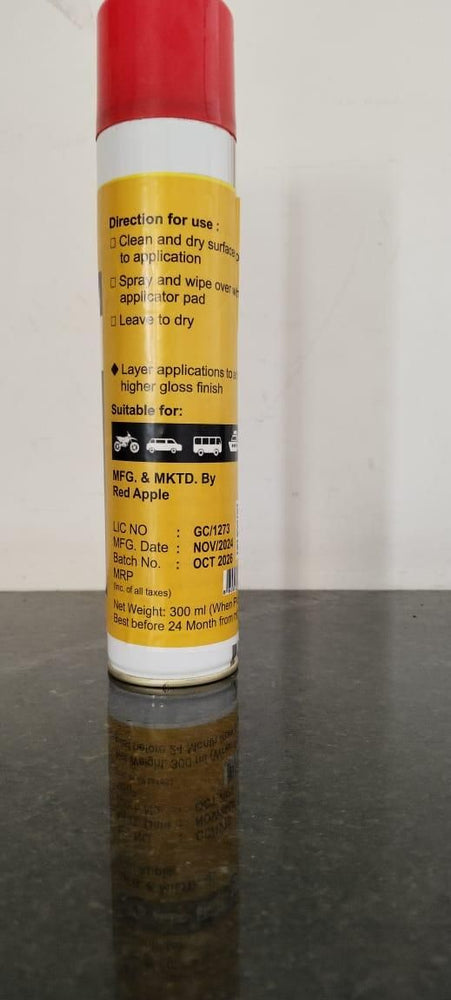 Direction for use :
Clean and dry surface
to application
Spray and wipe over
applicator pad
Leave to dry
Layer applications to
higher gloss finish
Suitable for:
MFG. & MKTD. By
Red Apple
LIC NO : GC/1273
MFG. Date : NOV/2024
Batch No. : OCT 2026
MRP
(inc. of all taxes)
Net Weight: 300 ml (When
Best before 24 Month from